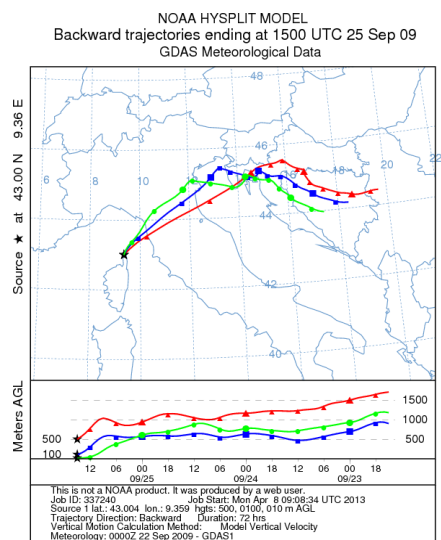 NOAA HYSPLIT MODEL
Backward trajectories ending at 1500 UTC 25 Sep 09
GDAS Meteorological Data
Source ★ at 43.00 N 9.36 E
48
46
44
42
40
6
8
10
12
14
16
18
20
22
Meters AGL
500
100
1500
1000
500
12 06 00 18 12 06 00 18 12 06 00 18
09/25 09/24 09/23
This is not a NOAA product. It was produced by a web user.
Job ID: 337240 Job Start: Mon Apr 8 09:08:34 UTC 2013
Source 1 lat.: 43.004 lon.: 9.359 hgts: 500, 0100, 010 m AGL
Trajectory Direction: Backward Duration: 72 hrs
Vertical Motion Calculation Method: Model Vertical Velocity
Meteorology: 0000Z 22 Sep 2009 - GDAS1